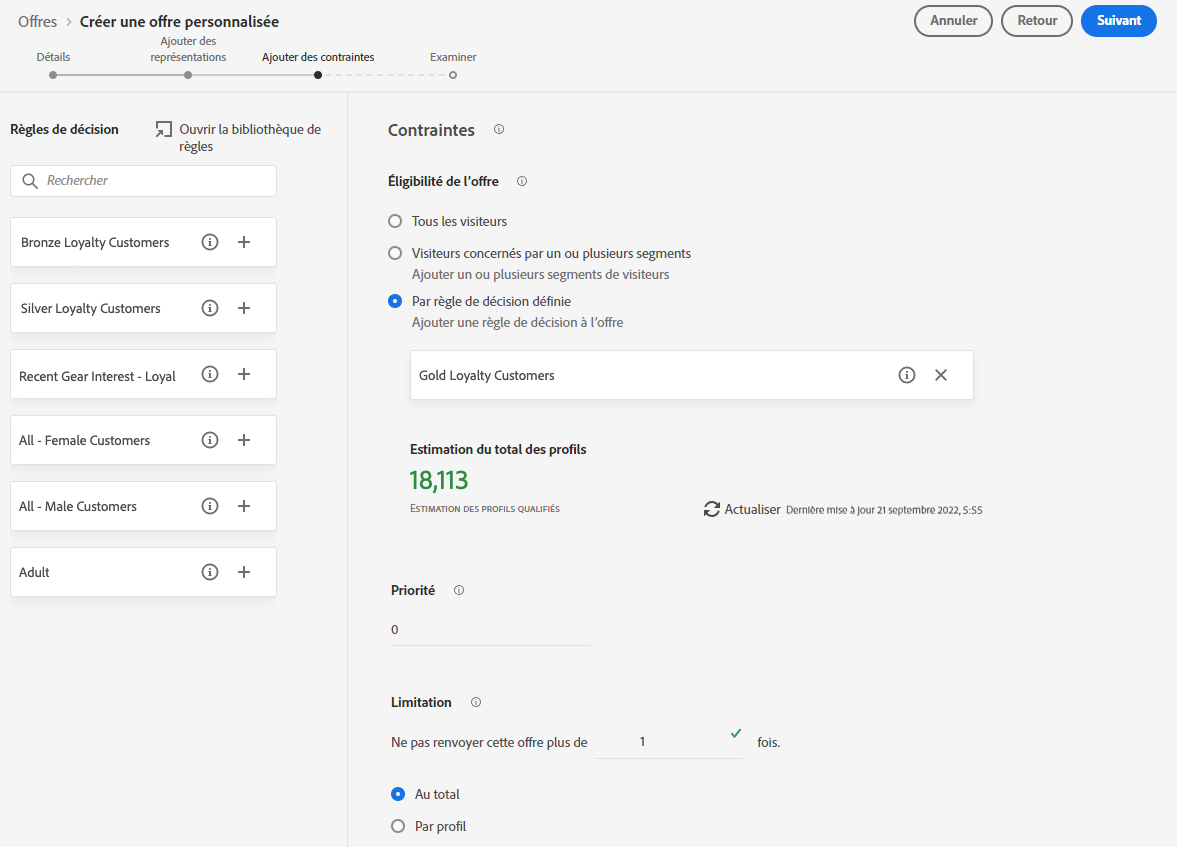 Offres > Créer une offre personnalisée
Annuler
Retour
Suivant
Détails
Ajouter des
représentations
Ajouter des contraintes
Examiner
Règles de décision
Ouvrir la bibliothèque de
règles
Rechercher
Bronze Loyalty Customers
Silver Loyalty Customers
Recent Gear Interest - Loyal
All - Female Customers
All - Male Customers
Adult
Contraintes
Éligibilité de l'offre
Tous les visiteurs
Visiteurs concernés par un ou plusieurs segments
Ajouter un ou plusieurs segments de visiteurs
Par règle de décision définie
Ajouter une règle de décision à l'offre
Gold Loyalty Customers
Estimation du total des profils
18,113
ESTIMATION DES PROFILS QUALIFIÉS
Actualiser Dernière mise à jour 21 septembre 2022, 5:55
Priorité
0
Limitation
Ne pas renvoyer cette offre plus de 1 fois.
Au total
Par profil